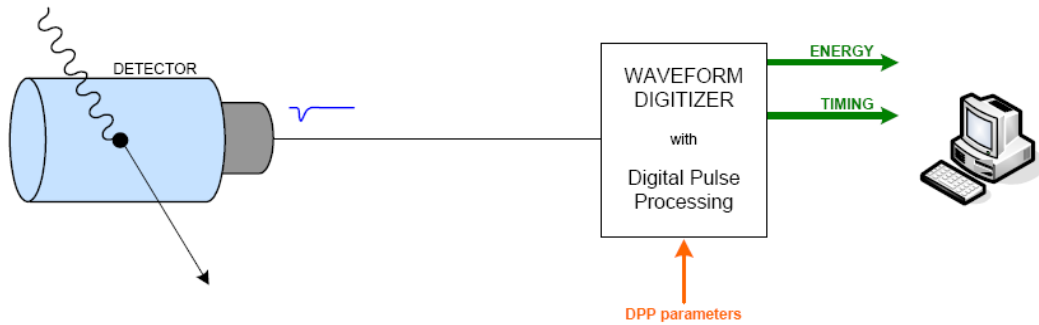 DETECTOR
WAVEFORM
DIGITIZER
with
Digital Pulse
Processing
ENERGY
TIMING
DPP parameters